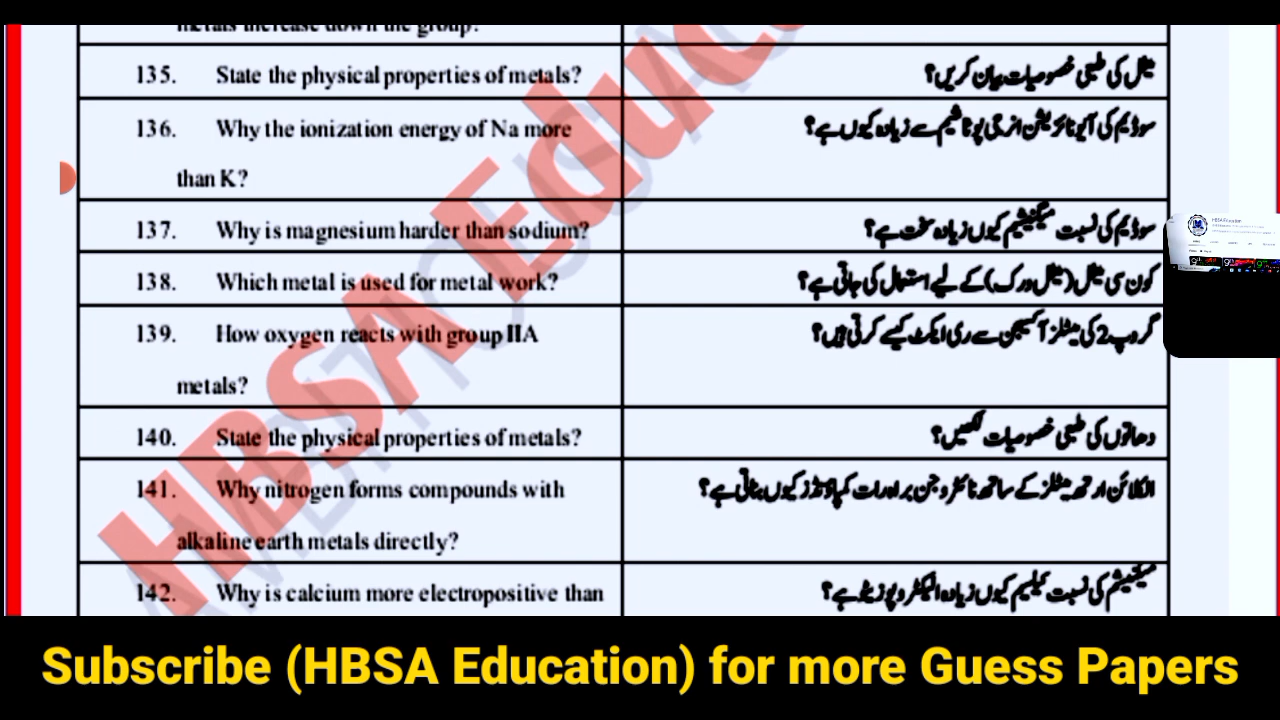 metals increase down the group?
135. State the physical properties of metals?
میٹل کی طبعی خصوصیات بیان کریں؟
136. Why the ionization energy of Na more
than K?
سوڈیم کی آیونائزیشن انرجی پوٹاشیم سے زیادہ کیوں ہے؟
137. Why is magnesium harder than sodium?
سوڈیم کی نسبت میگنیشیم کیوں زیادہ سخت ہے؟
138. Which metal is used for metal work?
کون سی میٹل (میٹل ورک) کے لیے استعمال کی جاتی ہے؟
139. How oxygen reacts with group IIA
metals?
گروپ 2 کی میٹلز آکسیجن سے ری ایکٹ کیسے کرتی ہیں؟
140. State the physical properties of metals?
دھاتوں کی طبعی خصوصیات لکھیں؟
141. Why nitrogen forms compounds with
alkaline earth metals directly?
الکلائن ارتھ میٹلز کے ساتھ نائٹروجن براہ راست کمپاؤنڈز کیوں بناتی ہے؟
142. Why is calcium more electropositive than
میگنیشیم کی نسبت کیلیم کیوں زیادہ الیکٹروپوزیٹو ہے؟
HBSA Educ
Subscribe (HBSA Education) for more Guess Papers